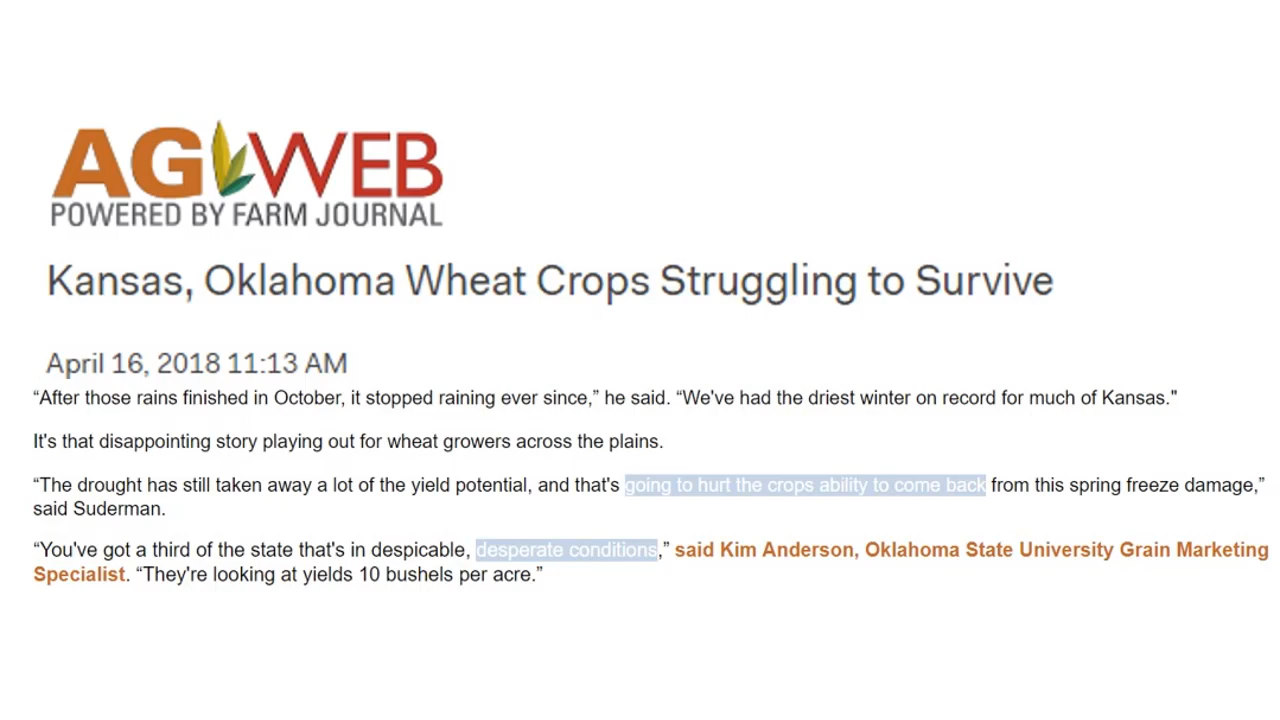 AGWEB
POWERED BY FARM JOURNAL
Kansas, Oklahoma Wheat Crops Struggling to Survive
April 16, 2018 11:13 AM
“After those rains finished in October, it stopped raining ever since,” he said. “We've had the driest winter on record for much of Kansas."
It's that disappointing story playing out for wheat growers across the plains.
“The drought has still taken away a lot of the yield potential, and that's going to hurt the crops ability to come back from this spring freeze damage,”
said Suderman.
“You've got a third of the state that's in despicable, desperate conditions,” said Kim Anderson, Oklahoma State University Grain Marketing
Specialist. “They're looking at yields 10 bushels per acre.”